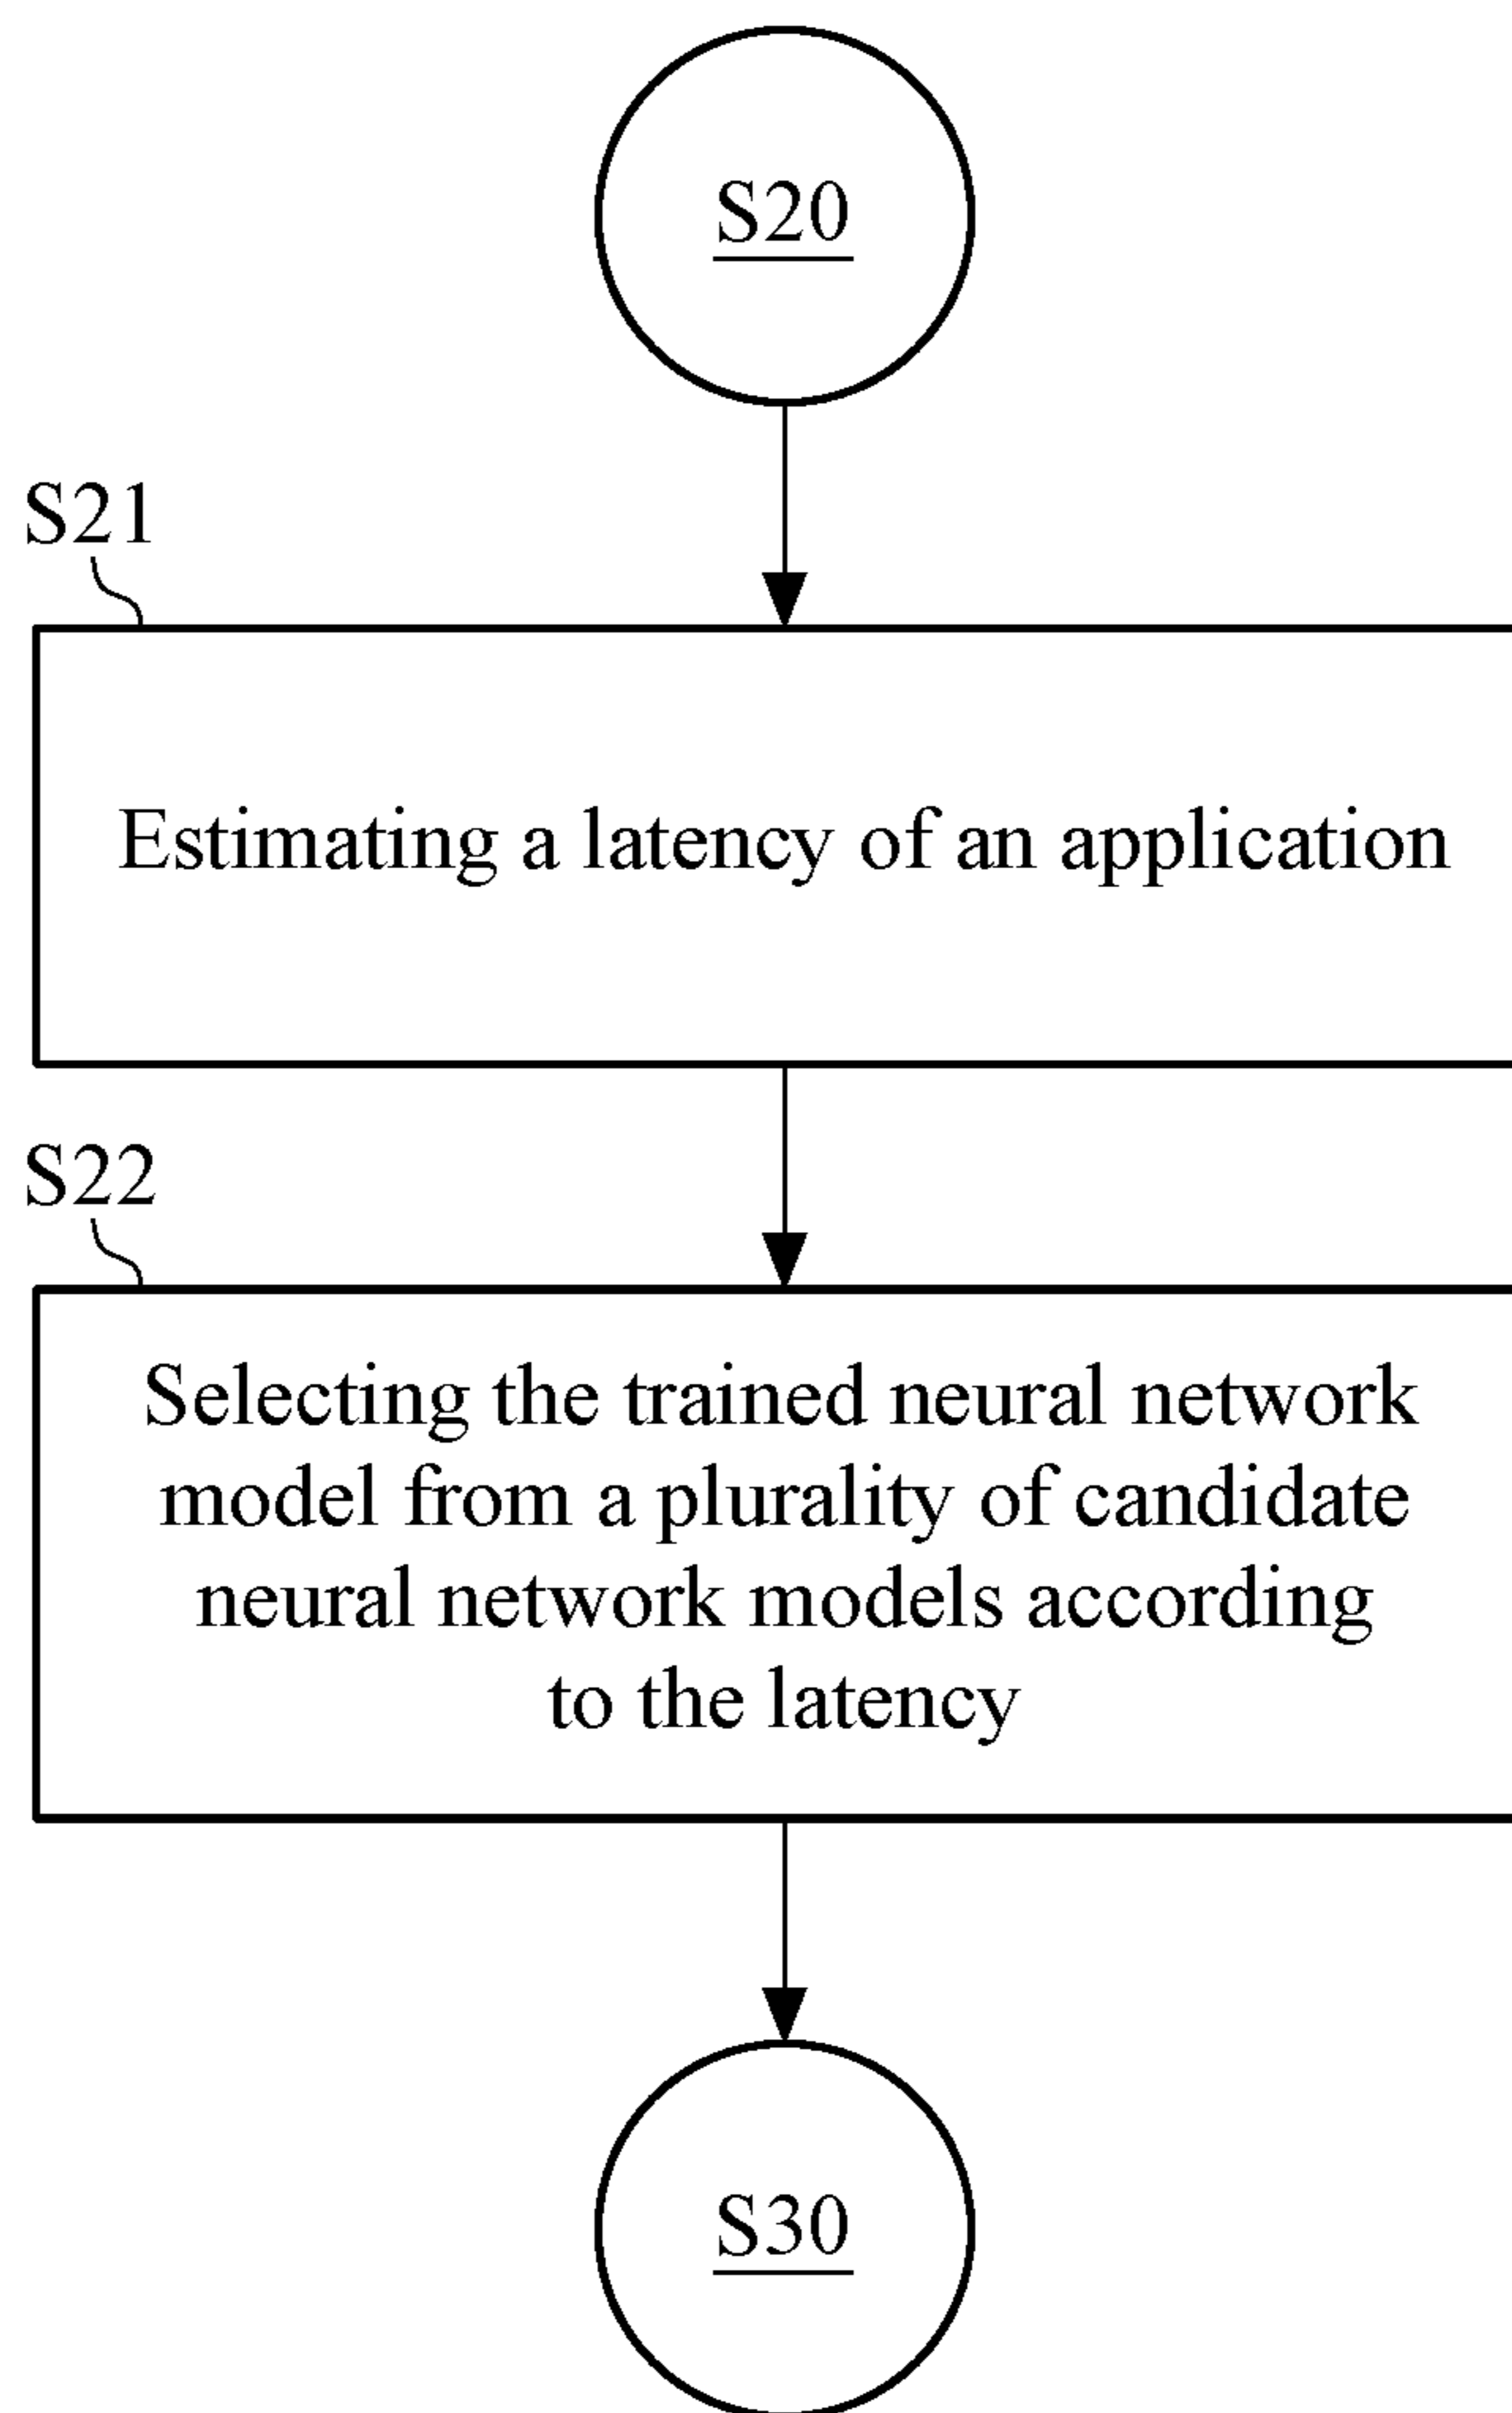 S20
S21
Estimating a latency of an application
S22
Selecting the trained neural network
model from a plurality of candidate
neural network models according
to the latency
S30